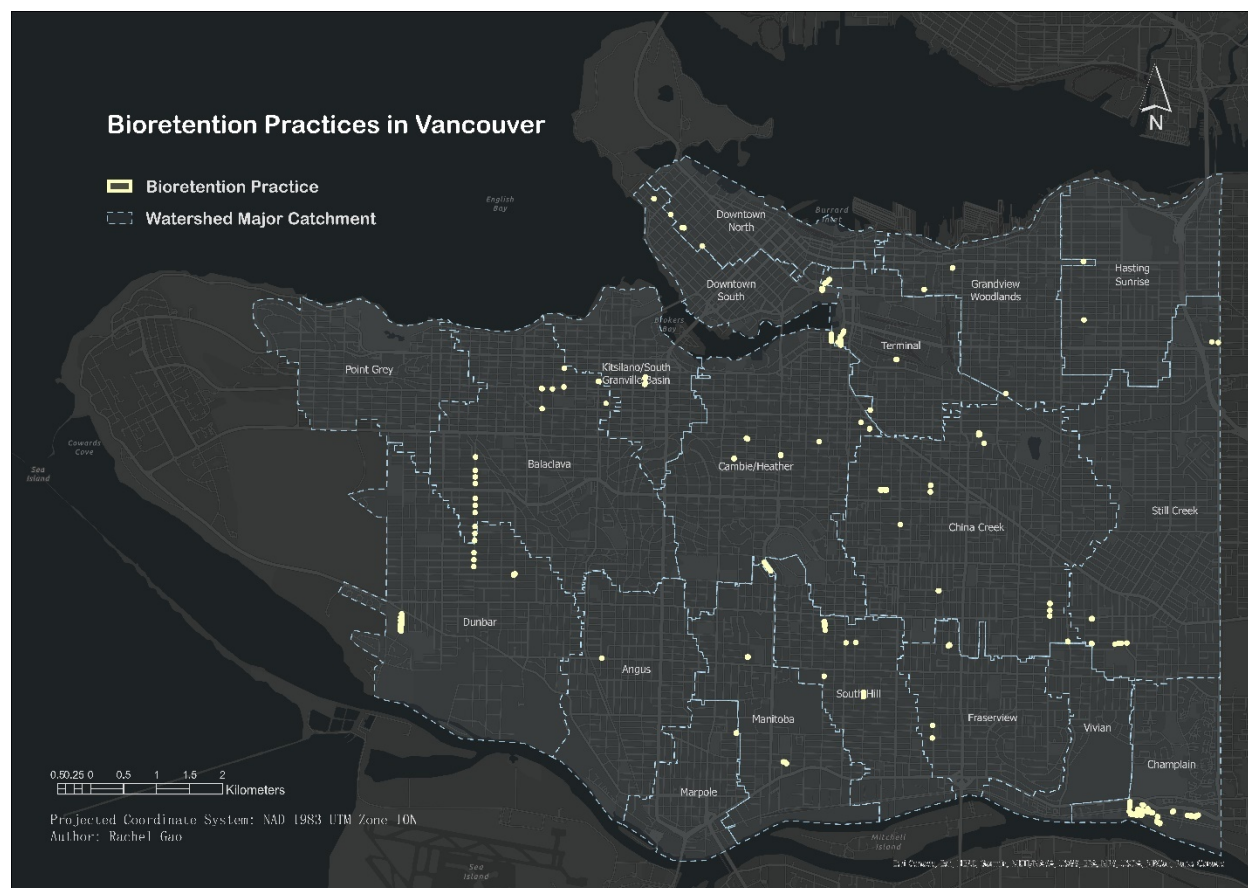 Bioretention Practices in Vancouver
N
Bioretention Practice
Watershed Major Catchment
English
Bay
Downtown
North
Burrard
Downtown
South
Grandview
Woodlands
Hasting
Sunrise
Bay
Terminal
Point Grey
Kitsilano/South
Granville Basin
Cowards
Cove
Sea
Island
Balaclava
Cambie/Heather
Still Creek
China Creek
Dunbar
Angus
South Hill
Manitoba
Fraserview
Vivian
Champlain
Marpole
0.50.25 0 0.5 1 1.5 2
Kilometers
Projected Coordinate System: NAD 1983 UTM Zone 10N
Author: Rachel Gao
Mitchell
Island
Sea
Island